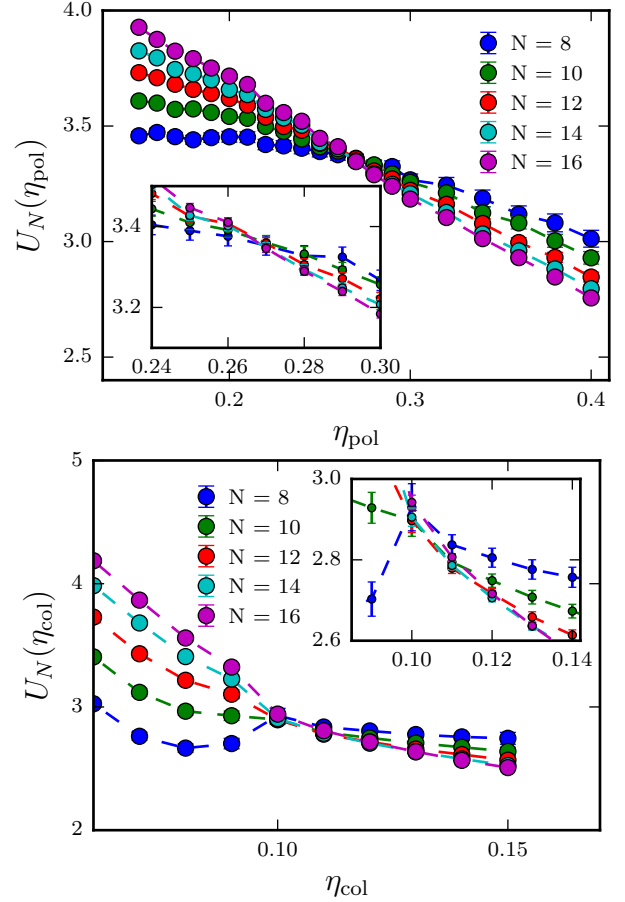 4.0
3.5
3.0
2.5
U_N(η_pol)
N = 8
N = 10
N = 12
N = 14
N = 16
3.4
3.2
0.24 0.26 0.28 0.30
0.2 0.3 0.4
η_pol
5
4
3
2
U_N(η_col)
N = 8
N = 10
N = 12
N = 14
N = 16
3.0
2.8
2.6
0.10 0.12 0.14
0.10 0.15
η_col